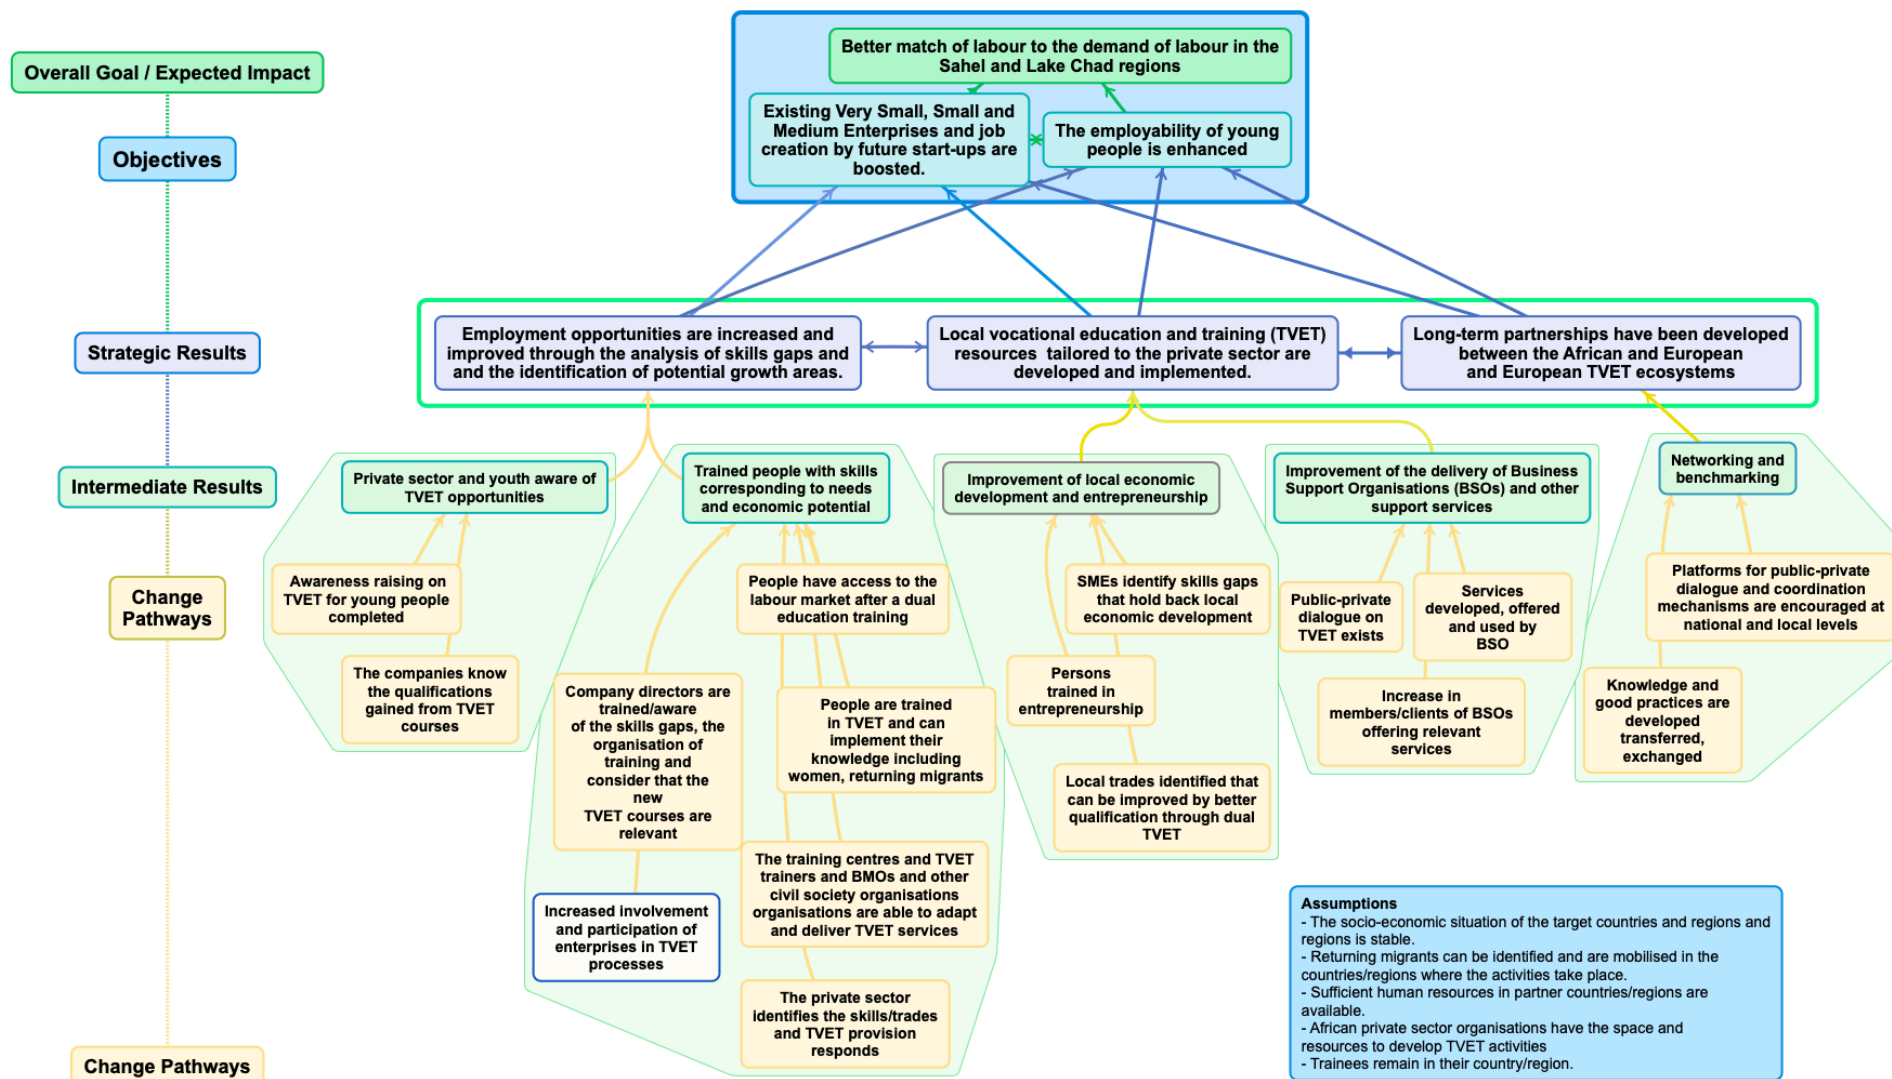 Overall Goal / Expected Impact
Objectives
Strategic Results
Intermediate Results
Change
Pathways
Change Pathways
Better match of labour to the demand of labour in the
Sahel and Lake Chad regions
Existing Very Small, Small and
Medium Enterprises and job
creation by future start-ups are
boosted.
The employability of young
people is enhanced
Employment opportunities are increased and
improved through the analysis of skills gaps and
and the identification of potential growth areas.
Local vocational education and training (TVET)
resources tailored to the private sector are
developed and implemented.
Long-term partnerships have been developed
between the African and European
and European TVET ecosystems
Private sector and youth aware of
TVET opportunities
Trained people with skills
corresponding to needs
and economic potential
Improvement of local economic
development and entrepreneurship
Improvement of the delivery of Business
Support Organisations (BSOs) and other
support services
Networking and
benchmarking
Awareness raising on
TVET for young people
completed
The companies know
the qualifications
gained from TVET
courses
Company directors are
trained/aware
of the skills gaps, the
organisation of
training and
consider that the
new
TVET courses are
relevant
Increased involvement
and participation of
enterprises in TVET
processes
People have access to the
labour market after a dual
education training
People are trained
in TVET and can
implement their
knowledge including
women, returning migrants
The training centres and TVET
trainers and BMOs and other
civil society organisations
organisations are able to adapt
and deliver TVET services
The private sector
identifies the skills/trades
and TVET provision
responds
SMEs identify skills gaps
that hold back local
economic development
Persons
trained in
entrepreneurship
Local trades identified that
can be improved by better
qualification through dual
TVET
Public-private
dialogue on
TVET exists
Services
developed, offered
and used by
BSO
Increase in
members/clients of BSOs
offering relevant
services
Platforms for public-private
dialogue and coordination
mechanisms are encouraged at
national and local levels
Knowledge and
good practices are
developed
transferred,
exchanged
Assumptions
- The socio-economic situation of the target countries and regions and
regions is stable.
- Returning migrants can be identified and are mobilised in the
countries/regions where the activities take place.
- Sufficient human resources in partner countries/regions are
available.
- African private sector organisations have the space and
resources to develop TVET activities
- Trainees remain in their country/region.